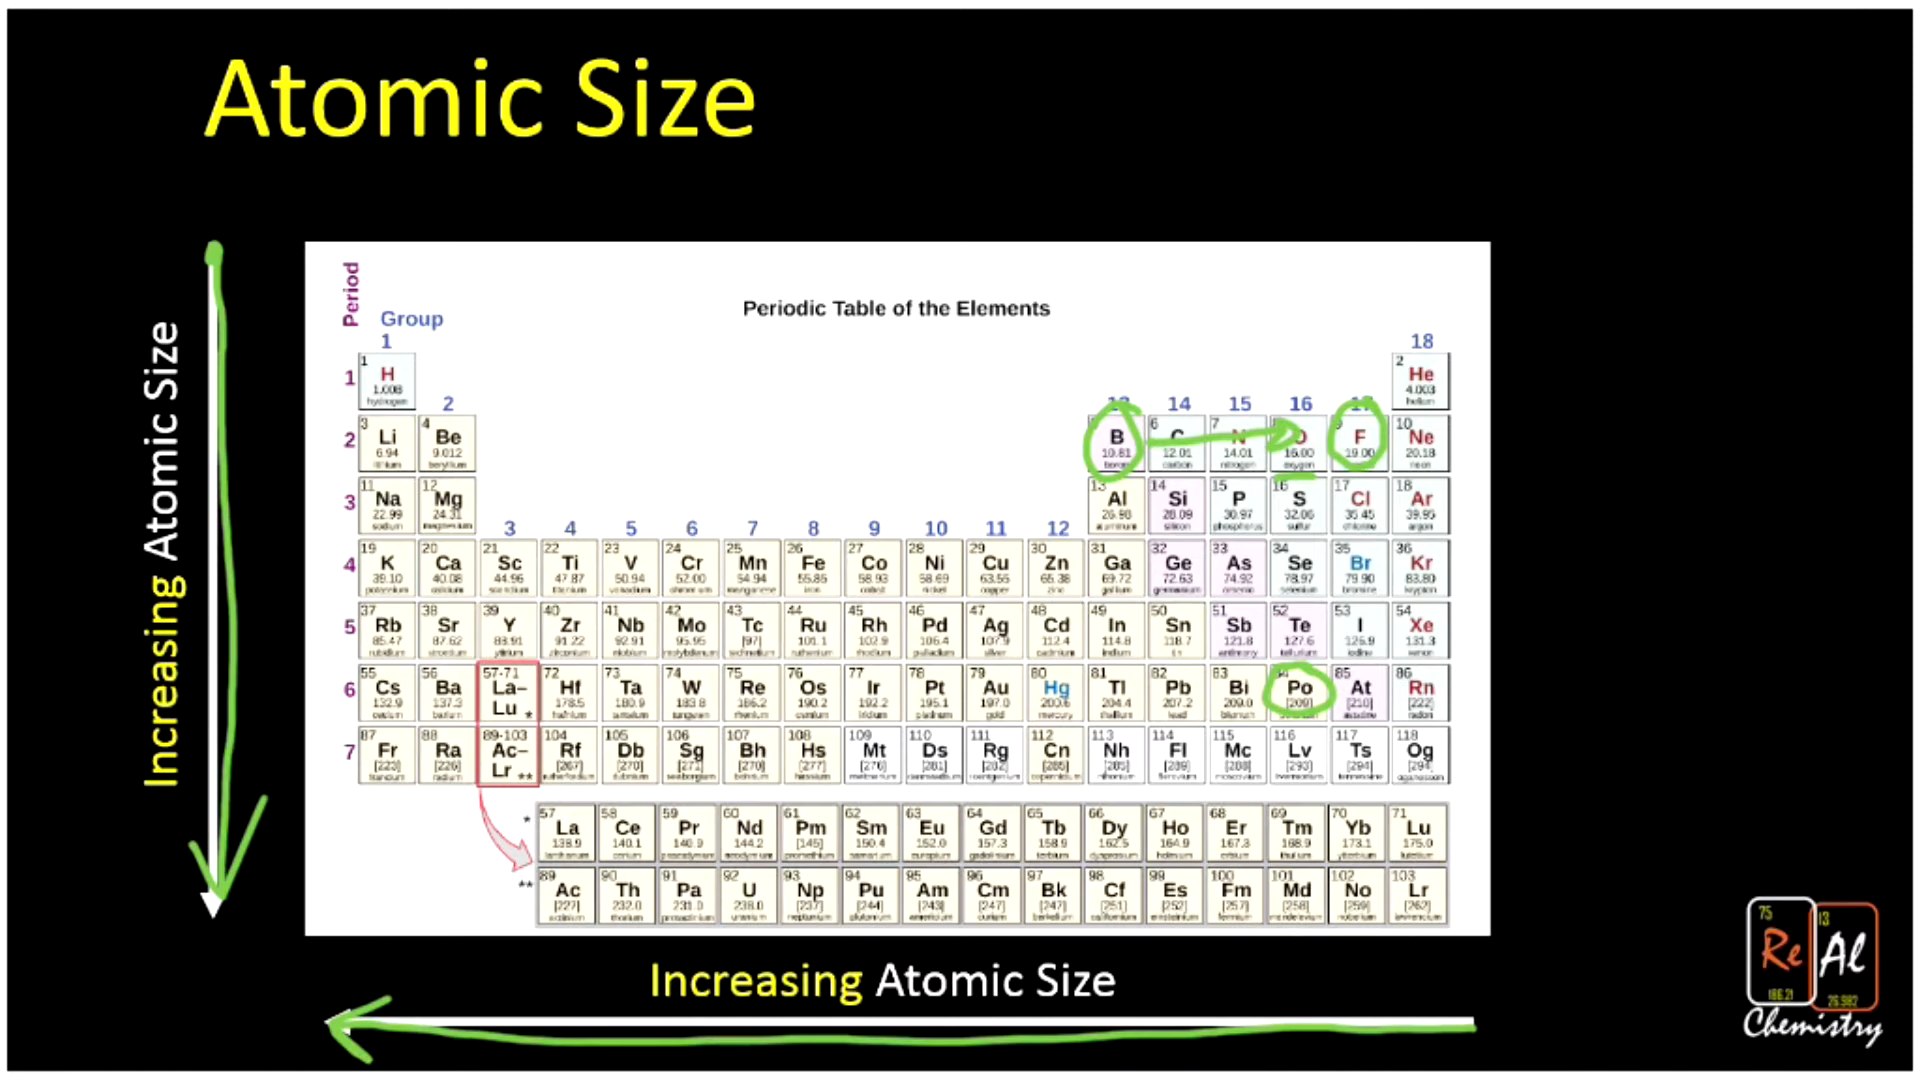 Atomic Size
Increasing Atomic Size
Periodic Table of the Elements
Period
Group
1 18
1 H 1.008 hydrogen 2 He 4.003 helium
2 13 14 15 16 17
2 3 Li 6.94 lithium 4 Be 9.012 beryllium B 10.81 boron 6 C 12.01 carbon 7 N 14.01 nitrogen 8 O 16.00 oxygen 9 F 19.00 10 Ne 20.18 neon
3 11 Na 22.99 sodium 12 Mg 24.31 magnesium 13 Al 26.98 aluminum 14 Si 28.09 silicon 15 P 30.97 phosphorus 16 S 32.06 sulfur 17 Cl 35.45 chlorine 18 Ar 39.95 argon
3 4 5 6 7 8 9 10 11 12
4 19 K 39.10 potassium 20 Ca 40.08 calcium 21 Sc 44.96 scandium 22 Ti 47.87 titanium 23 V 50.94 vanadium 24 Cr 52.00 chromium 25 Mn 54.94 manganese 26 Fe 55.85 iron 27 Co 58.93 cobalt 28 Ni 58.69 nickel 29 Cu 63.55 copper 30 Zn 65.38 zinc 31 Ga 69.72 gallium 32 Ge 72.63 germanium 33 As 74.92 arsenic 34 Se 78.97 selenium 35 Br 79.90 bromine 36 Kr 83.80 krypton
5 37 Rb 85.47 rubidium 38 Sr 87.62 strontium 39 Y 88.91 yttrium 40 Zr 91.22 zirconium 41 Nb 92.91 niobium 42 Mo 95.95 molybdenum 43 Tc [97] technetium 44 Ru 101.1 ruthenium 45 Rh 102.9 rhodium 46 Pd 106.4 palladium 47 Ag 107.9 silver 48 Cd 112.4 cadmium 49 In 114.8 indium 50 Sn 118.7 tin 51 Sb 121.8 antimony 52 Te 127.6 tellurium 53 I 126.9 iodine 54 Xe 131.3 xenon
6 55 Cs 132.9 cesium 56 Ba 137.3 barium 57-71 La– Lu * 72 Hf 178.5 hafnium 73 Ta 180.9 tantalum 74 W 183.8 tungsten 75 Re 186.2 rhenium 76 Os 190.2 osmium 77 Ir 192.2 iridium 78 Pt 195.1 platinum 79 Au 197.0 gold 80 Hg 200.6 mercury 81 Tl 204.4 thallium 82 Pb 207.2 lead 83 Bi 209.0 bismuth 84 Po [209] 85 At [210] astatine 86 Rn [222] radon
7 87 Fr [223] francium 88 Ra [226] radium 89-103 Ac– Lr ** 104 Rf [267] rutherfordium 105 Db [270] dubnium 106 Sg [271] seaborgium 107 Bh [270] bohrium 108 Hs [277] hassium 109 Mt [276] meitnerium 110 Ds [281] darmstadtium 111 Rg [282] roentgenium 112 Cn [285] copernicium 113 Nh [285] nihonium 114 Fl [289] flerovium 115 Mc [288] moscovium 116 Lv [293] livermorium 117 Ts [294] tennessine 118 Og [294] oganesson
* 57 La 138.9 lanthanum 58 Ce 140.1 cerium 59 Pr 140.9 praseodymium 60 Nd 144.2 neodymium 61 Pm [145] promethium 62 Sm 150.4 samarium 63 Eu 152.0 europium 64 Gd 157.3 gadolinium 65 Tb 158.9 terbium 66 Dy 162.5 dysprosium 67 Ho 164.9 holmium 68 Er 167.3 erbium 69 Tm 168.9 thulium 70 Yb 173.1 ytterbium 71 Lu 175.0 lutetium
** 89 Ac [227] actinium 90 Th 232.0 thorium 91 Pa 231.0 protactinium 92 U 238.0 uranium 93 Np [237] neptunium 94 Pu [244] plutonium 95 Am [243] americium 96 Cm [247] curium 97 Bk [247] berkelium 98 Cf [251] californium 99 Es [252] einsteinium 100 Fm [257] fermium 101 Md [258] mendelevium 102 No [259] nobelium 103 Lr [262] lawrencium
Increasing Atomic Size
75 13
Re Al
186.21 26.982
Chemistry